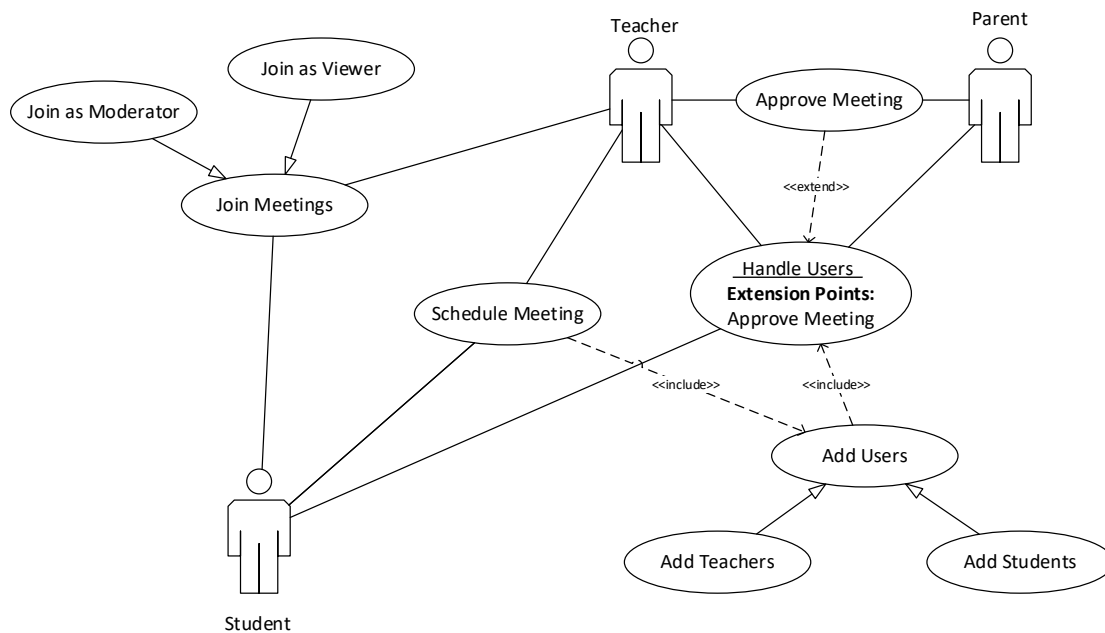 Teacher
Parent
Join as Viewer
Join as Moderator
Approve Meeting
<<extend>>
Join Meetings
Handle Users
Extension Points:
Approve Meeting
Schedule Meeting
<<include>>
<<include>>
Add Users
Add Teachers
Add Students
Student